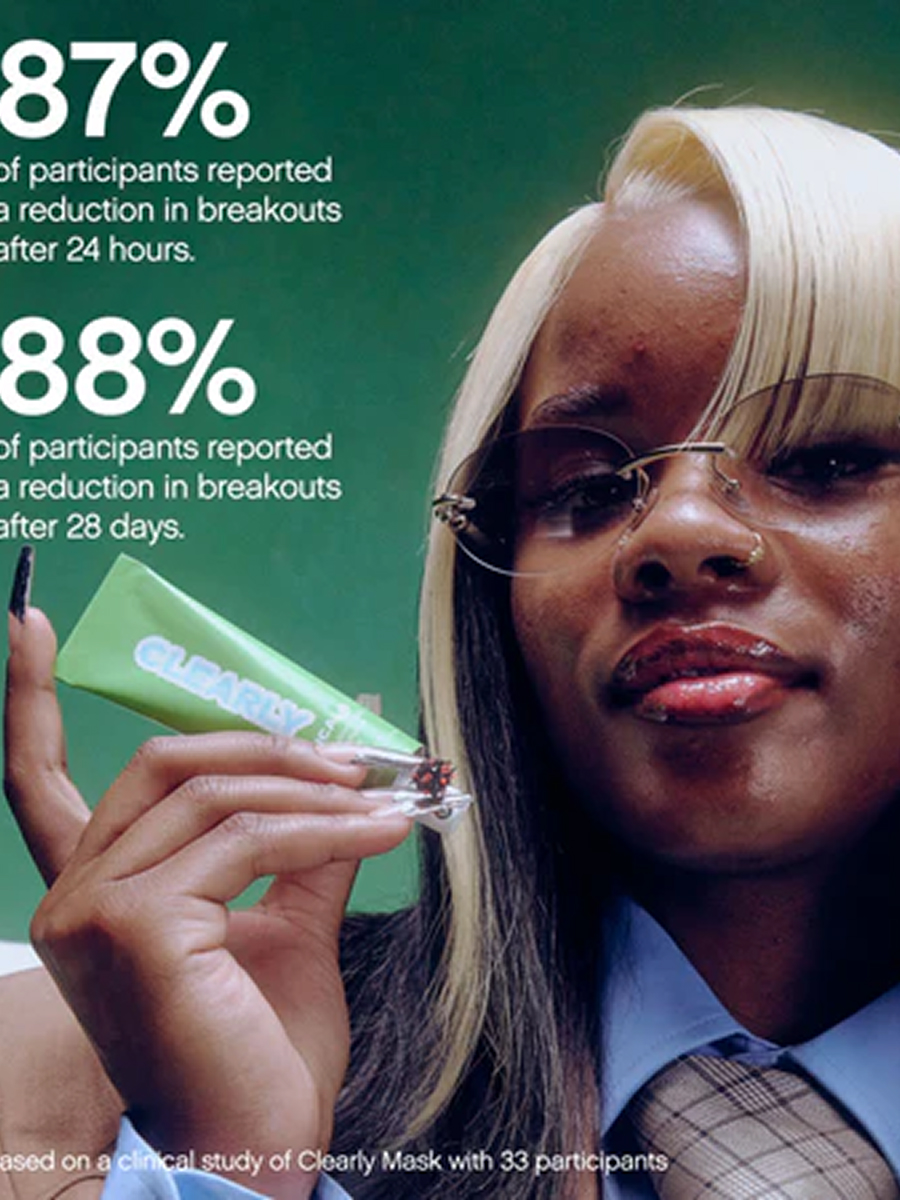 87%
of participants reported
a reduction in breakouts
after 24 hours.
88%
of participants reported
a reduction in breakouts
after 28 days.
CLEARLY
ased on a clinical study of Clearly Mask with 33 participants